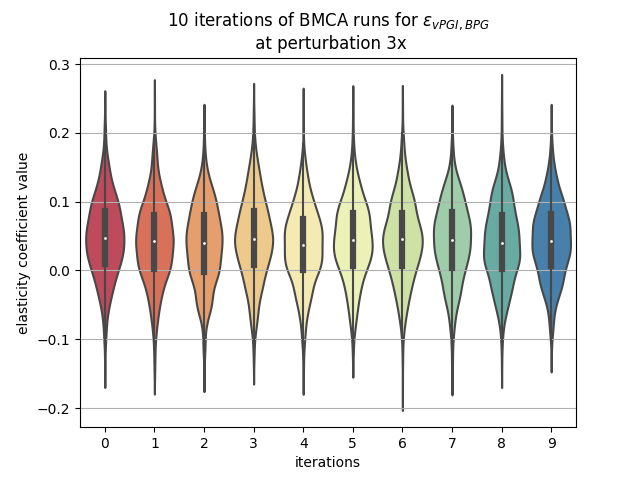 10 iterations of BMCA runs for ε_{vPGI, BPG}
at perturbation 3x
elasticity coefficient value
0.3
0.2
0.1
0.0
−0.1
−0.2
0 1 2 3 4 5 6 7 8 9
iterations